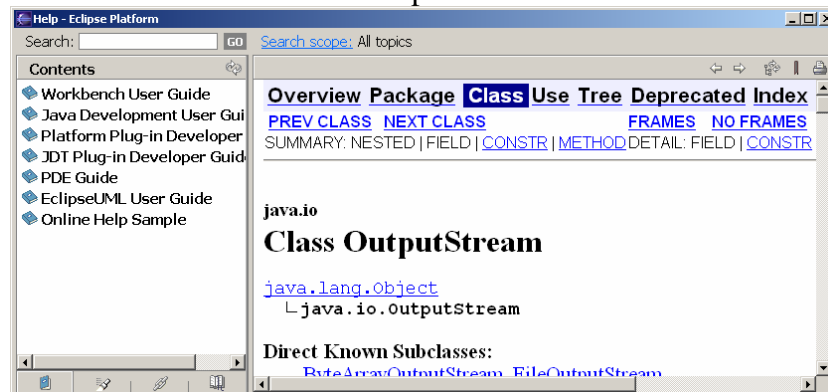 Help - Eclipse Platform
Search: GO Search scope: All topics
Contents
Workbench User Guide
Java Development User Gui
Platform Plug-in Developer
JDT Plug-in Developer Guid
PDE Guide
EclipseUML User Guide
Online Help Sample
Overview Package Class Use Tree Deprecated Index
PREV CLASS NEXT CLASS FRAMES NO FRAMES
SUMMARY: NESTED | FIELD | CONSTR | METHOD DETAIL: FIELD | CONSTR
java.io
Class OutputStream
java.lang.Object
java.io.OutputStream
Direct Known Subclasses:
ByteArrayOutputStream, FileOutputStream